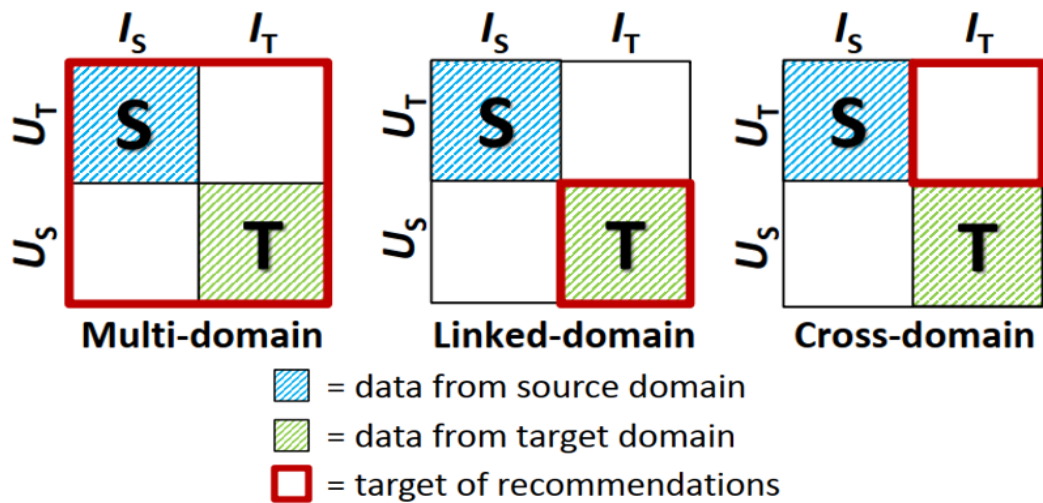 I_S I_T I_S I_T I_S I_T
U_T S U_T S U_T S
U_S T U_S T U_S T
Multi-domain Linked-domain Cross-domain
= data from source domain
= data from target domain
= target of recommendations